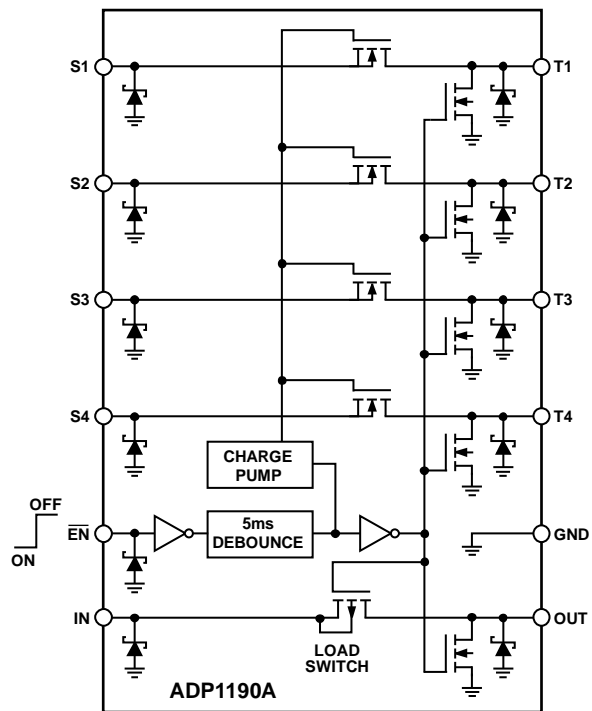 S1
T1
S2
T2
S3
T3
S4
T4
CHARGE
PUMP
OFF
ON
EN
5ms
DEBOUNCE
GND
IN
OUT
LOAD
SWITCH
ADP1190A